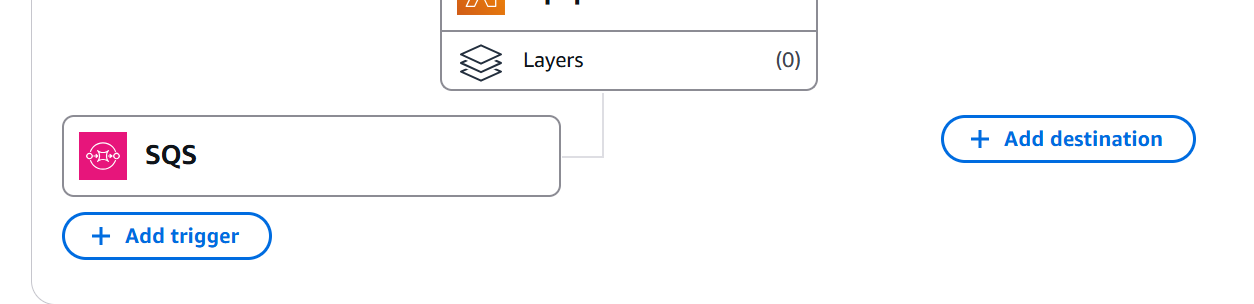 Layers (0)
SQS
+ Add destination
+ Add trigger